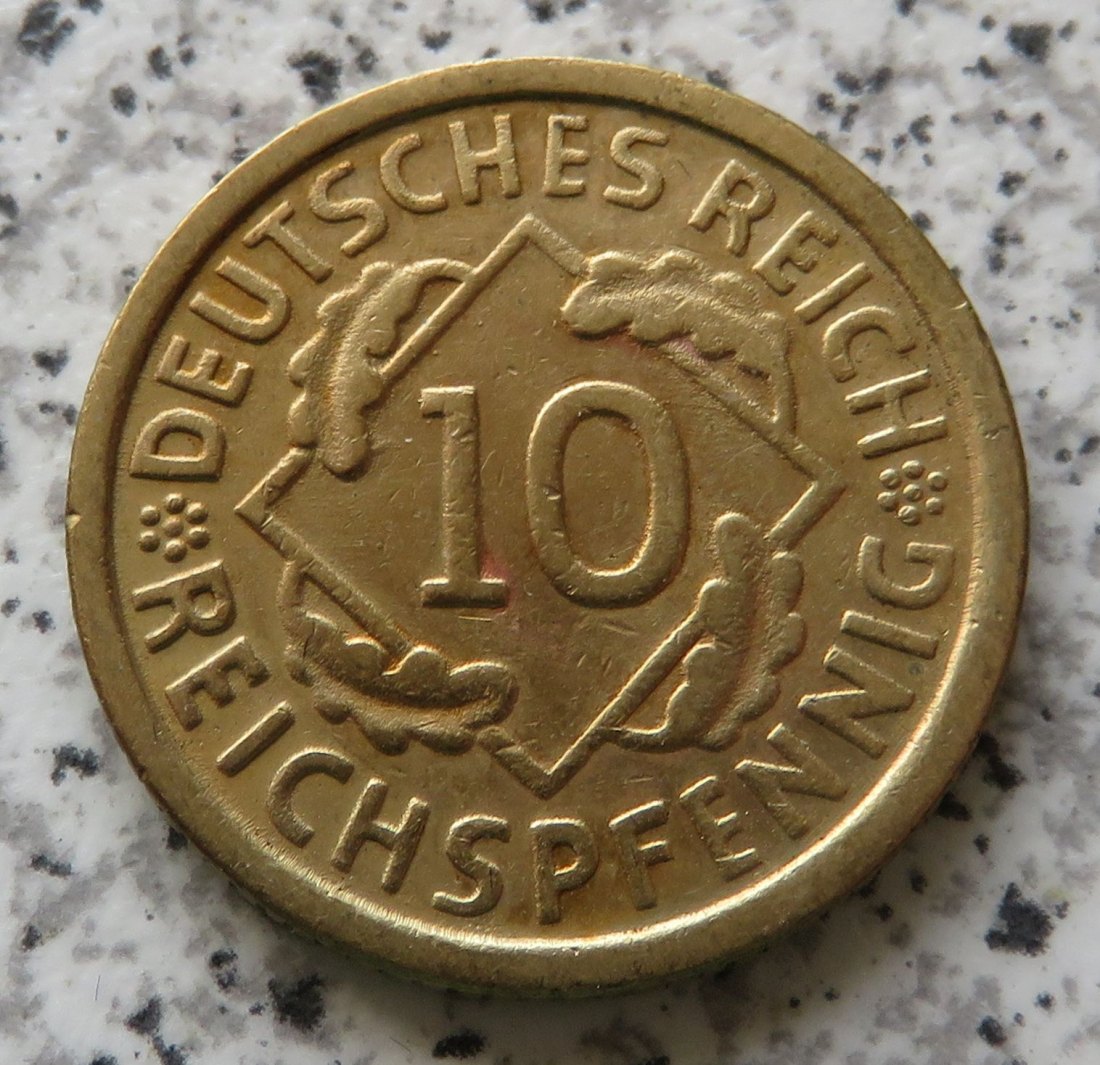 DEUTSCHES REICH
10
REICHSPFENNIG